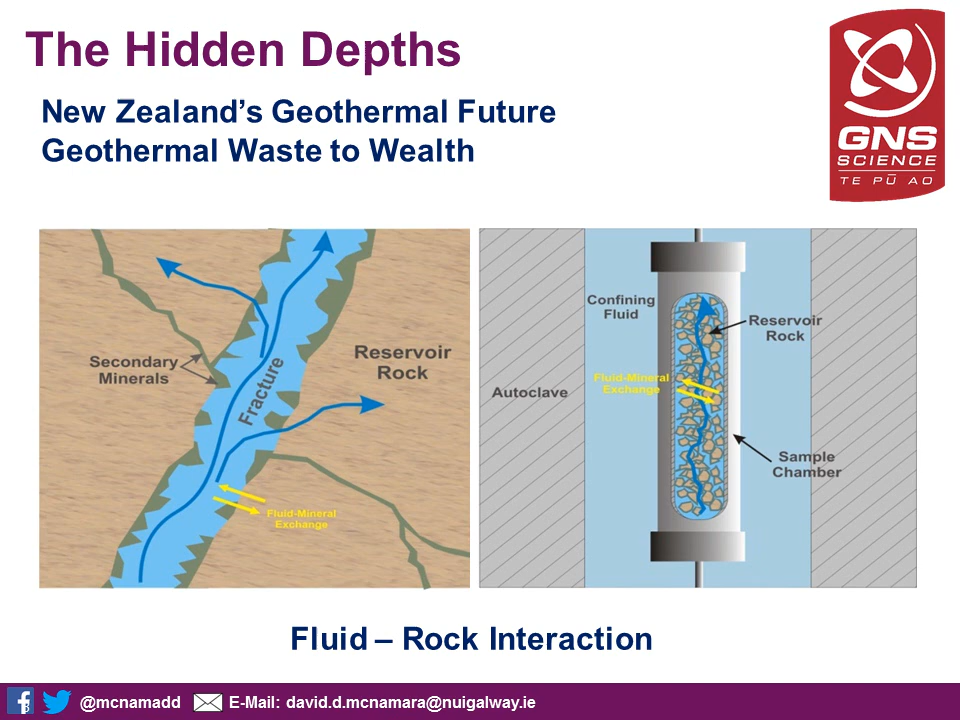 The Hidden Depths
New Zealand’s Geothermal Future
Geothermal Waste to Wealth
GNS
SCIENCE
TE PŪ AO
Secondary
Minerals
Fracture
Reservoir
Rock
Fluid-Mineral
Exchange
Autoclave
Confining
Fluid
Reservoir
Rock
Fluid-Mineral
Exchange
Sample
Chamber
Fluid – Rock Interaction
@mcnamadd E-Mail: david.d.mcnamara@nuigalway.ie